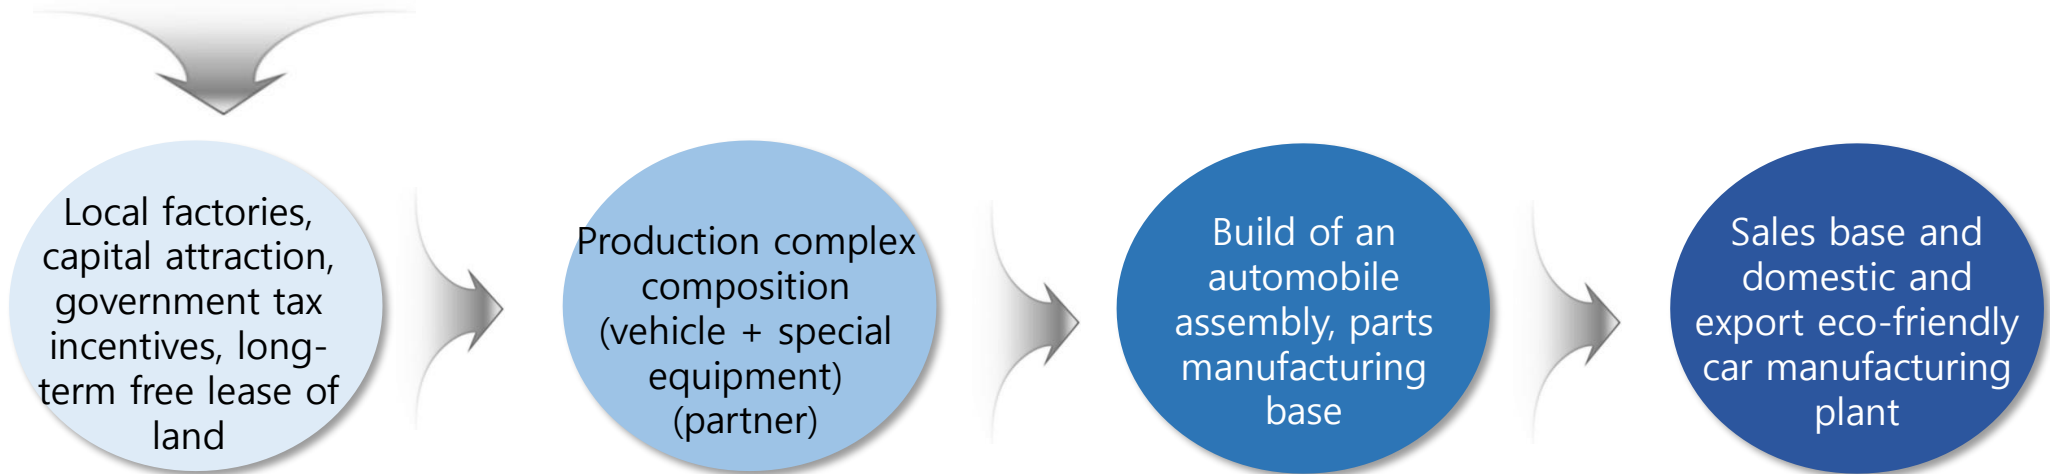 Local factories,
capital attraction,
government tax
incentives, long-
term free lease of
land
Production complex
composition
(vehicle + special
equipment)
(partner)
Build of an
automobile
assembly, parts
manufacturing
base
Sales base and
domestic and
export eco-friendly
car manufacturing
plant